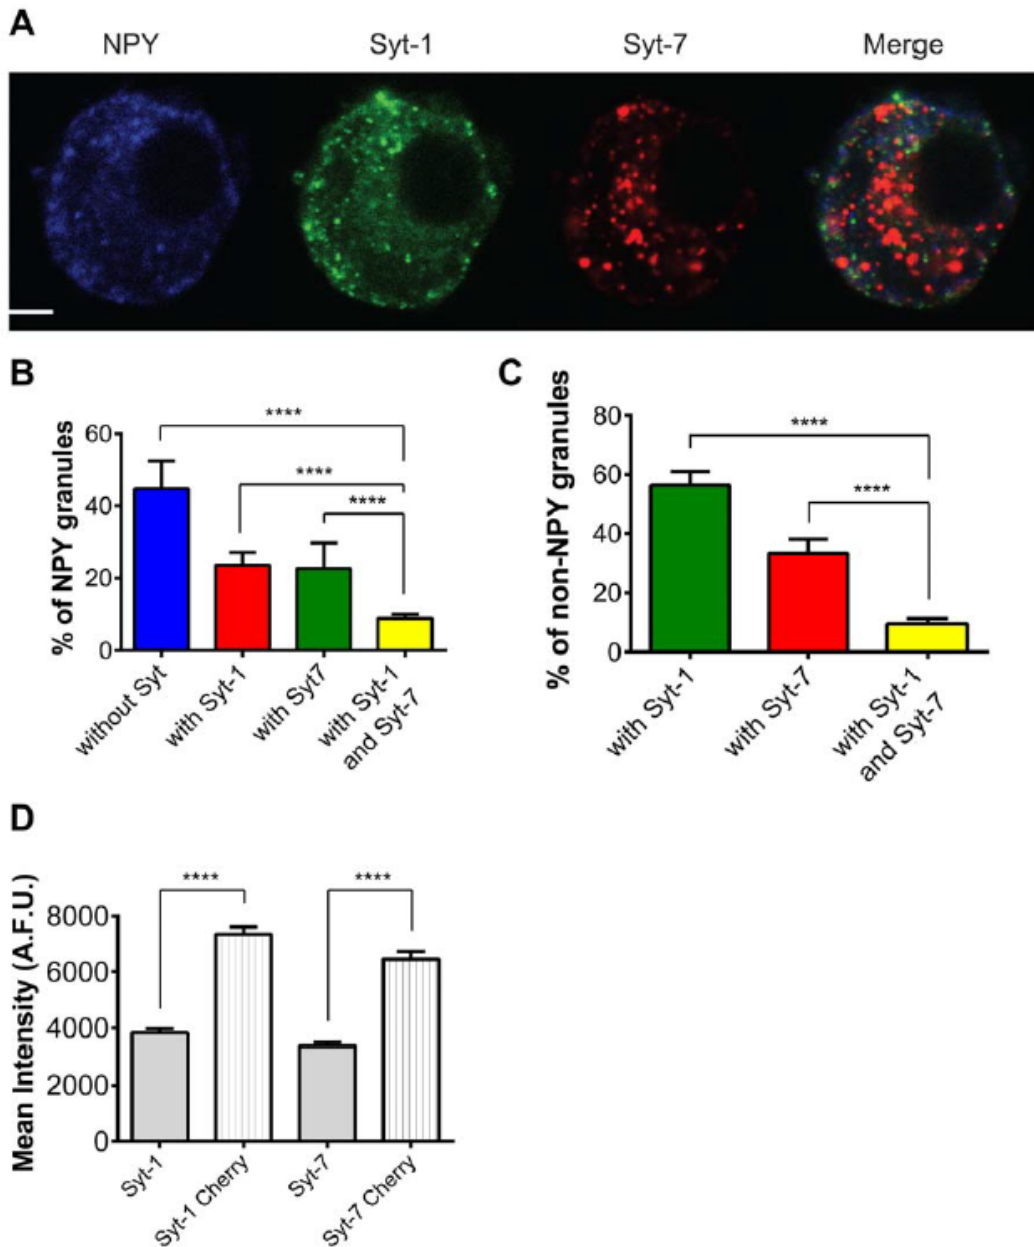 A
NPY Syt-1 Syt-7 Merge
B
% of NPY granules
60
40
20
0
****
****
****
without Syt
with Syt-1
with Syt7
with Syt-1
and Syt-7
C
% of non-NPY granules
80
60
40
20
0
****
****
with Syt-1
with Syt-7
with Syt-1
and Syt-7
D
Mean Intensity (A.F.U.)
8000
6000
4000
2000
0
****
****
Syt-1
Syt-1 Cherry
Syt-7
Syt-7 Cherry